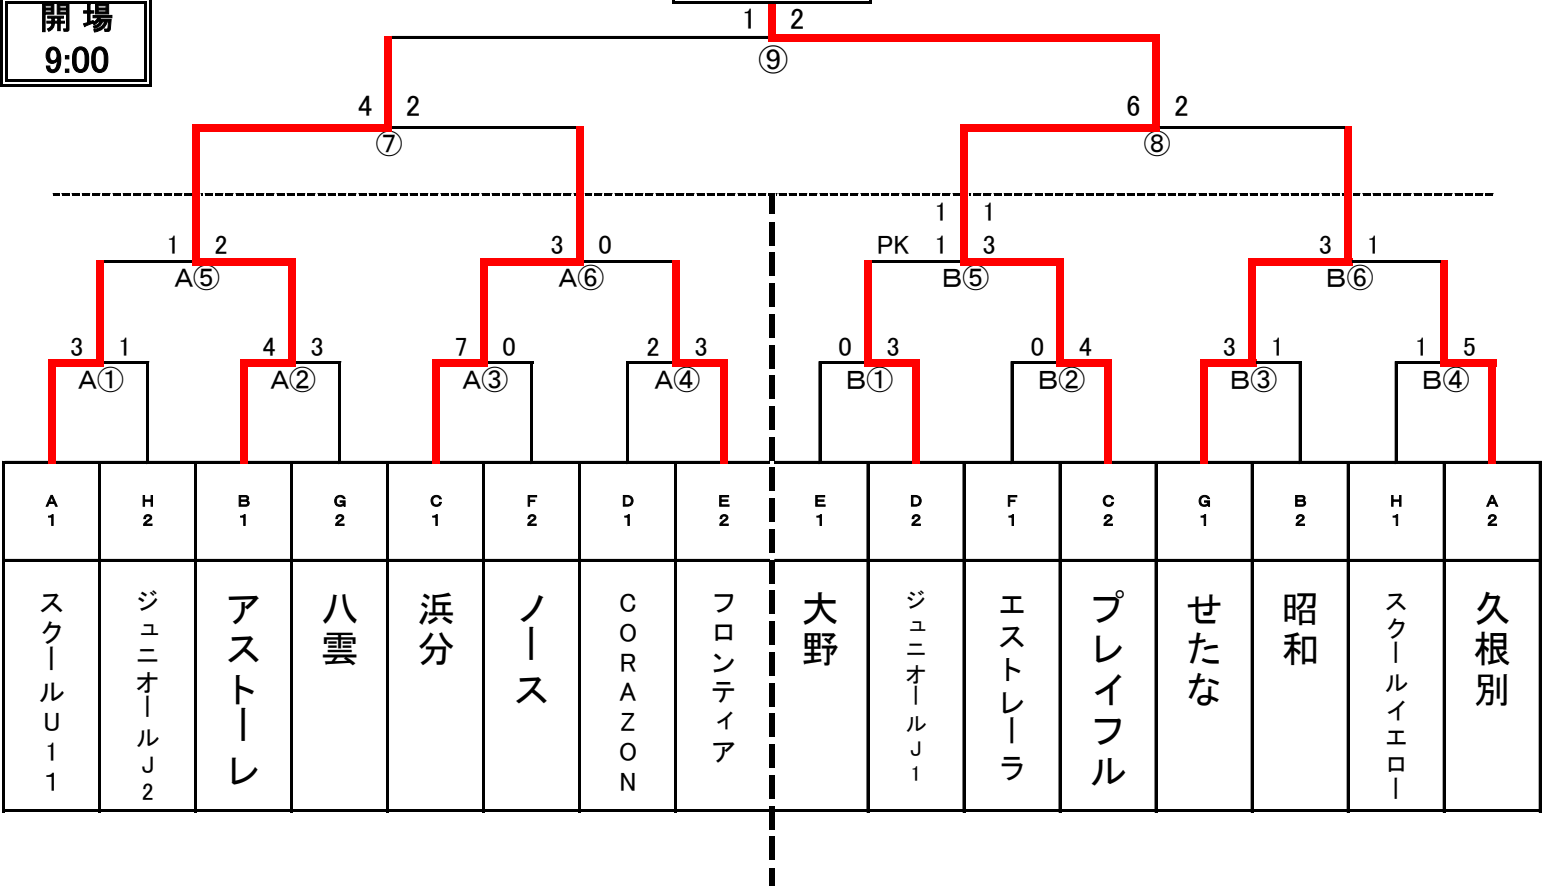 開場
9:00
1 2
⑨
4 2
⑦
6 2
⑧
1 1
1 2
A⑤
3 0
A⑥
PK 1 3
B⑤
3 1
B⑥
3 1
A①
4 3
A②
7 0
A③
2 3
A④
0 3
B①
0 4
B②
3 1
B③
1 5
B④
A1
H2
B1
G2
C1
F2
D1
E2
E1
D2
F1
C2
G1
B2
H1
A2
スクールU11
ジュニオールJ2
アストーレ
八雲
浜分
ノース
CORAZON
フロンティア
大野
ジュニオールJ1
エストレーラ
プレイフル
せたな
昭和
スクールイエロー
久根別